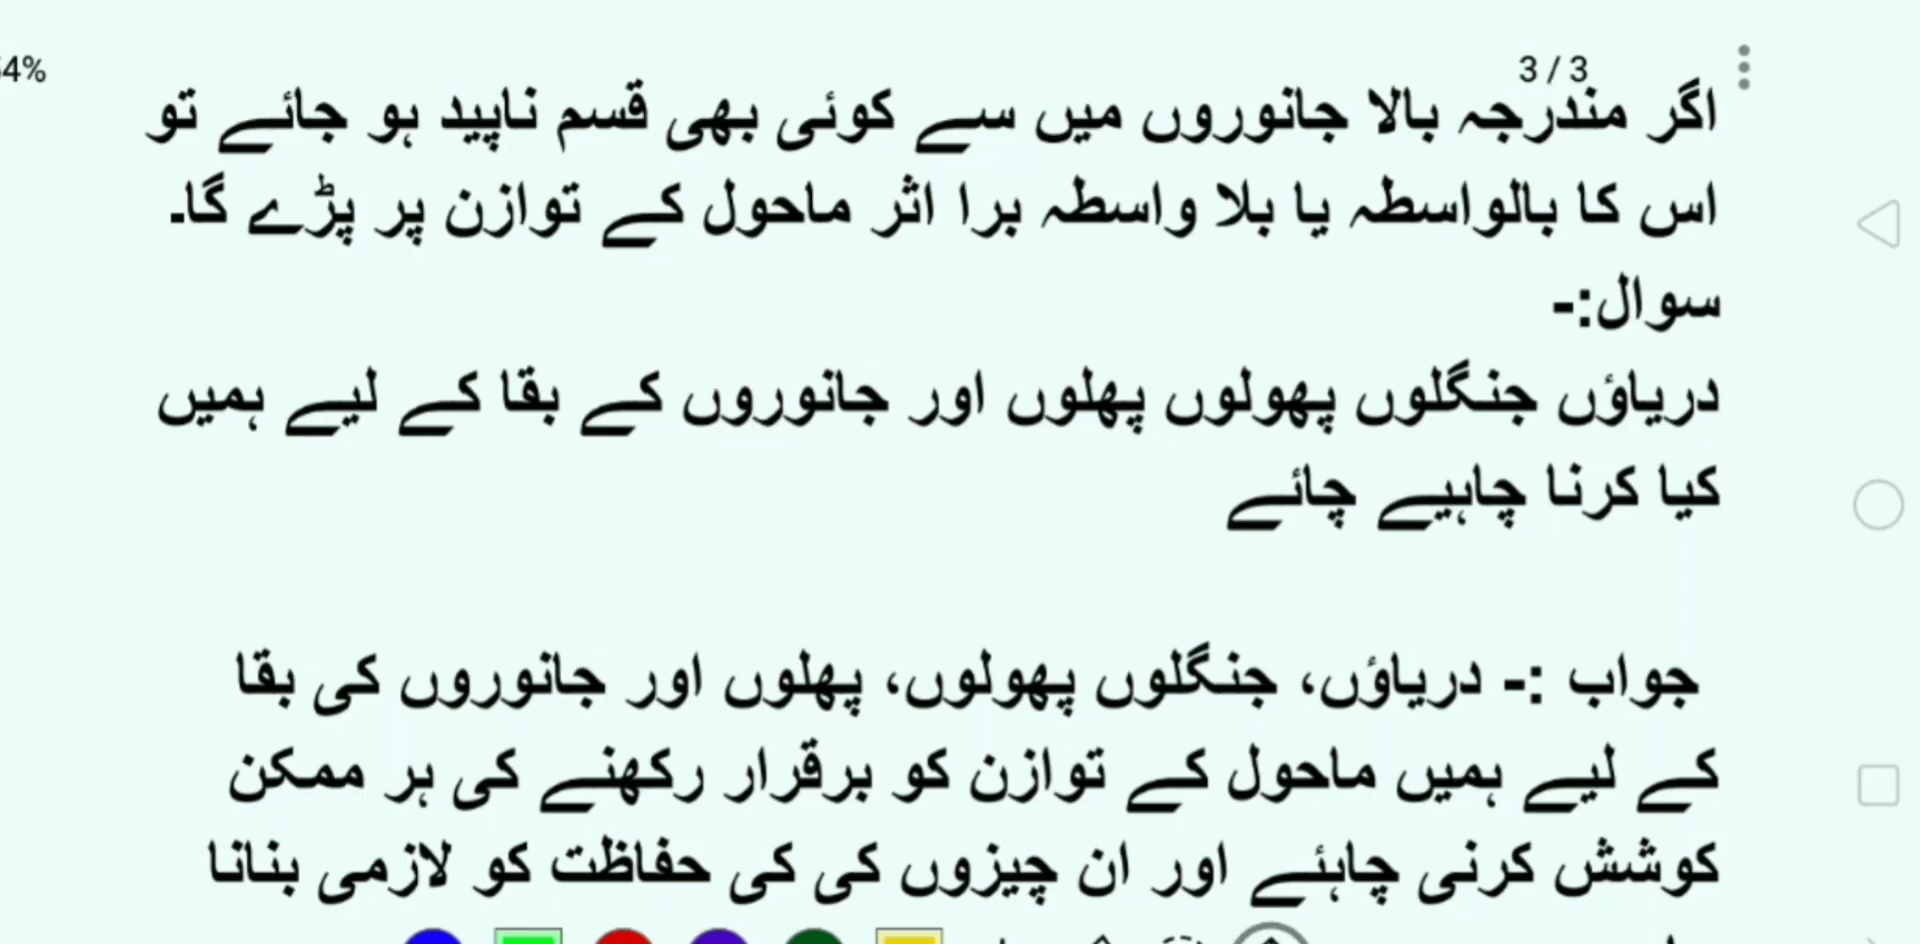 3 / 3
4%
اگر مندرجہ بالا جانوروں میں سے کوئی بھی قسم ناپید ہو جائے تو
اس کا بالواسطہ یا بلا واسطہ برا اثر ماحول کے توازن پر پڑے گا۔
سوال:-
دریاؤں جنگلوں پھولوں پھلوں اور جانوروں کے بقا کے لیے ہمیں
کیا کرنا چاہیے چائے
جواب :- دریاؤں، جنگلوں پھولوں، پھلوں اور جانوروں کی بقا
کے لیے ہمیں ماحول کے توازن کو برقرار رکھنے کی ہر ممکن
کوشش کرنی چاہئے اور ان چیزوں کی کی حفاظت کو لازمی بنانا